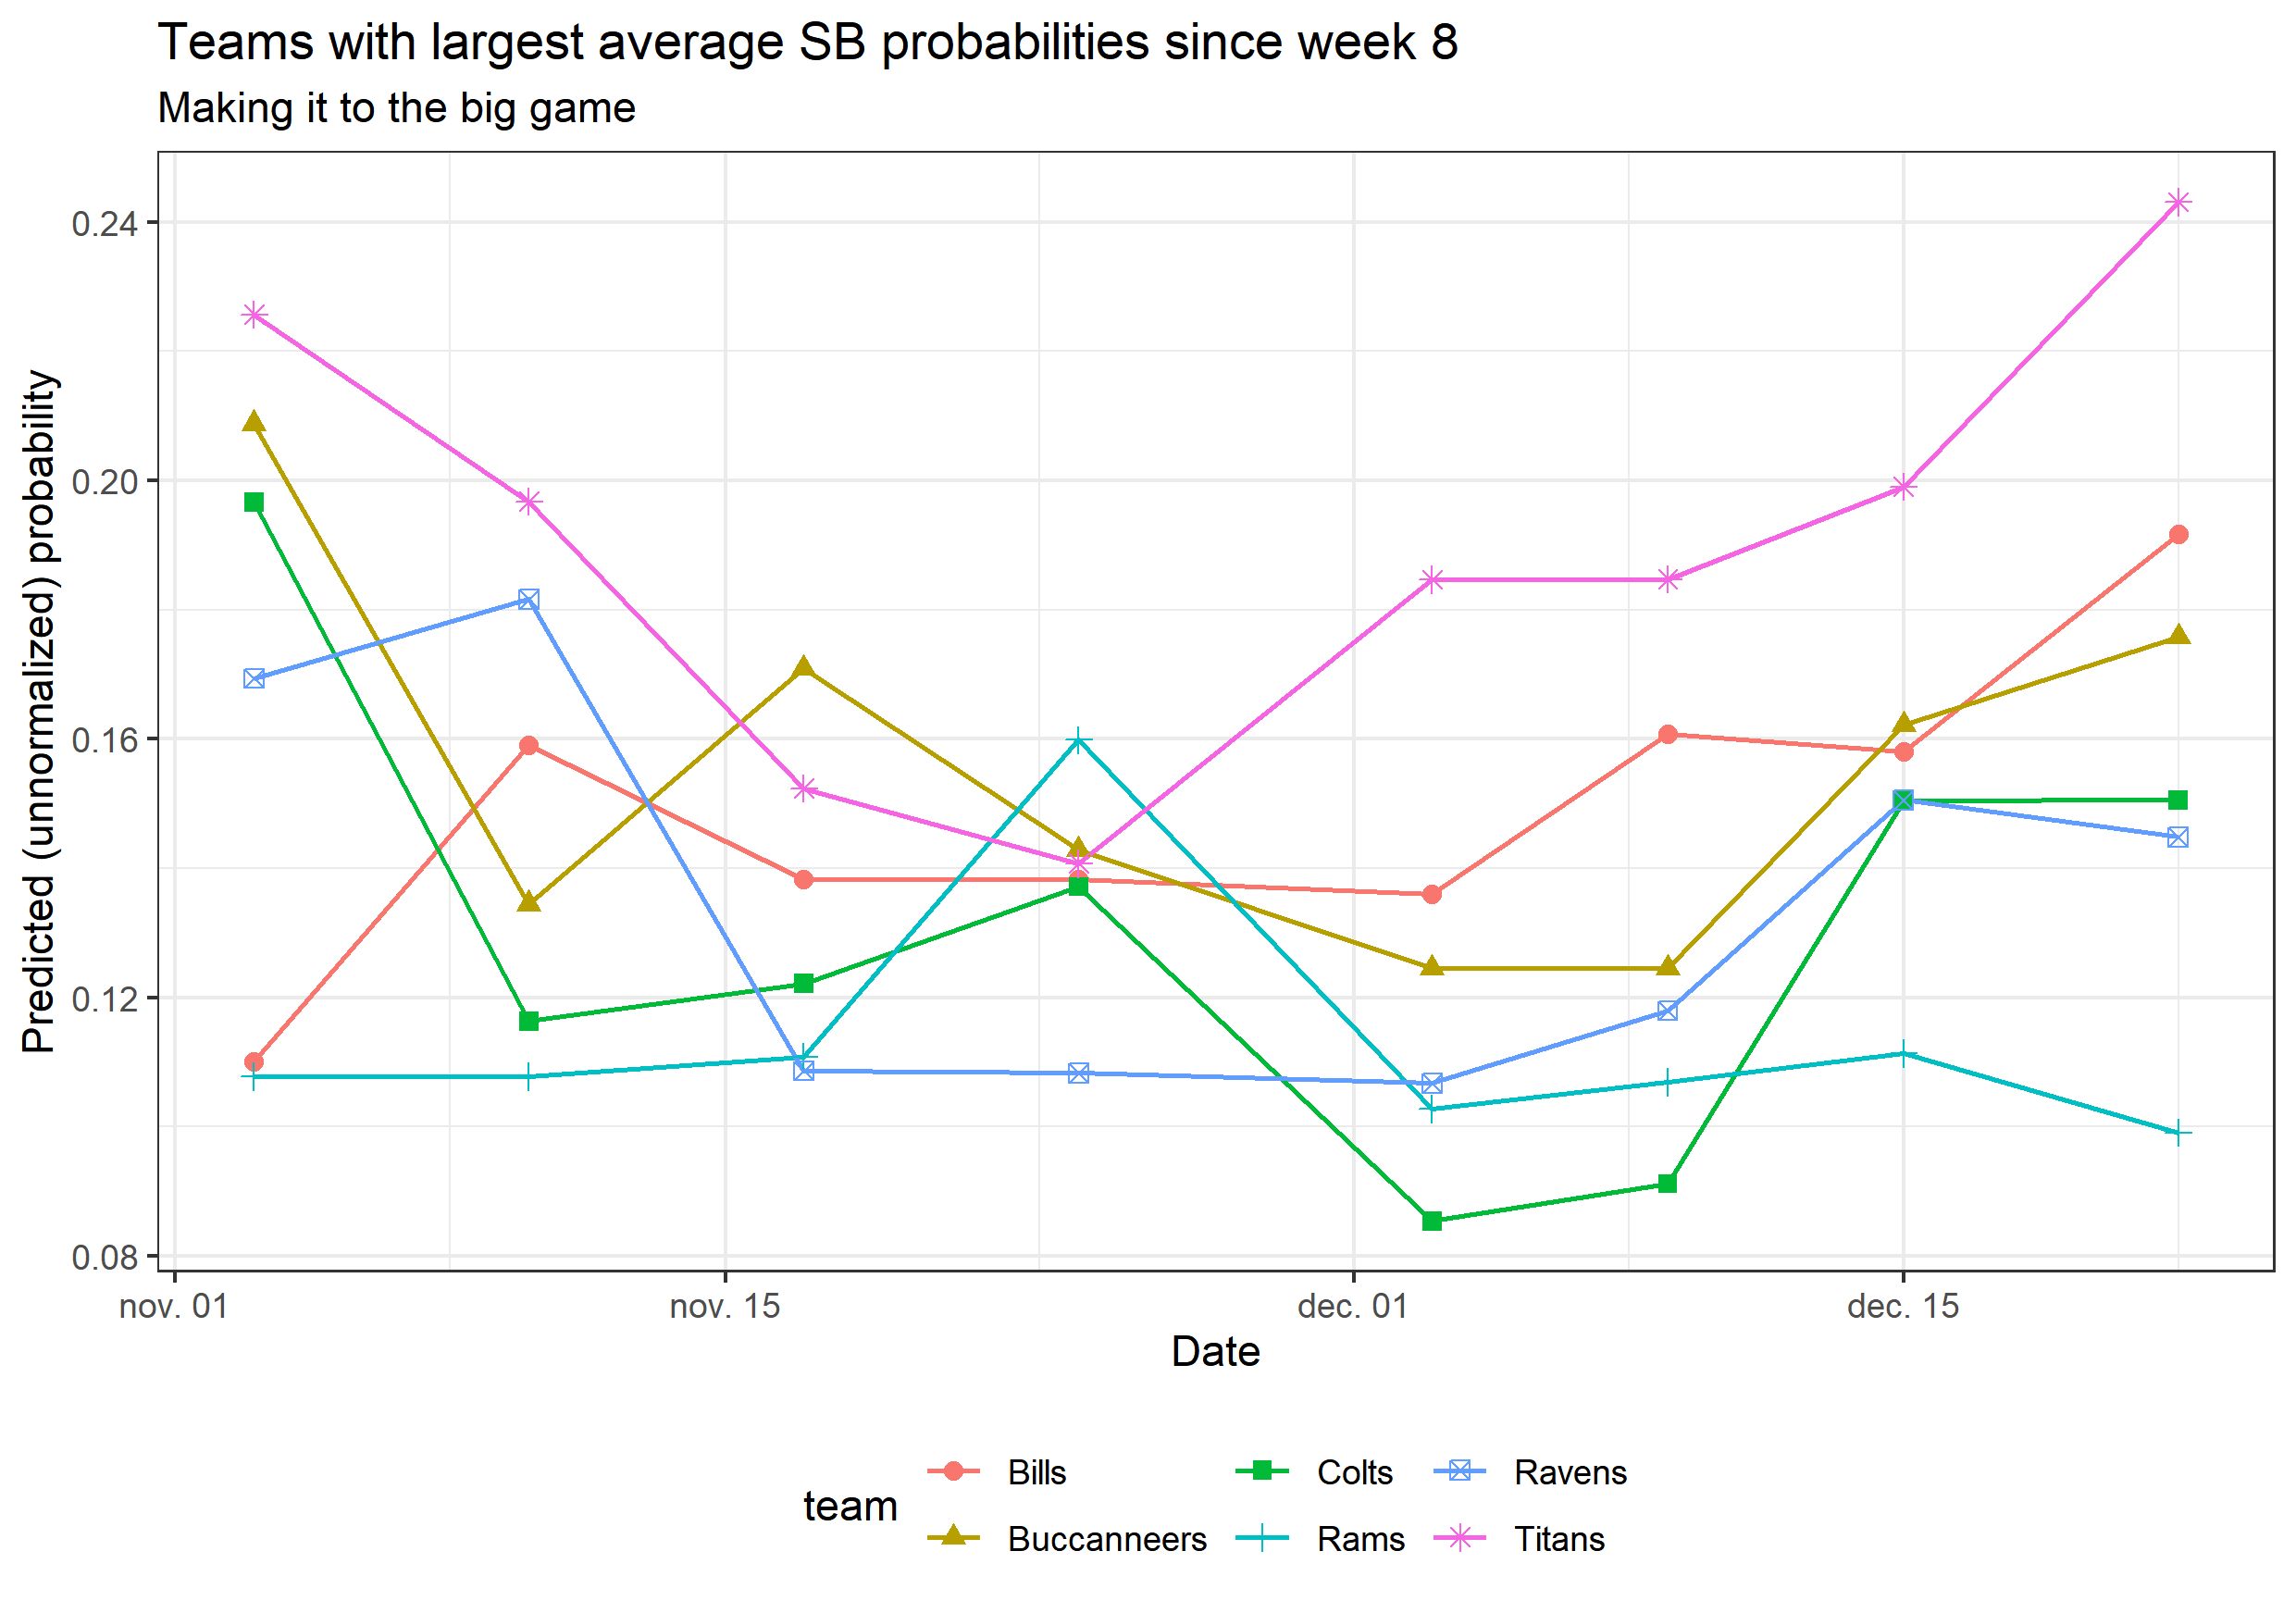 Teams with largest average SB probabilities since week 8
Making it to the big game
Predicted (unnormalized) probability
0.24
0.20
0.16
0.12
0.08
nov. 01
nov. 15
dec. 01
dec. 15
Date
team
Bills
Colts
Ravens
Buccanneers
Rams
Titans